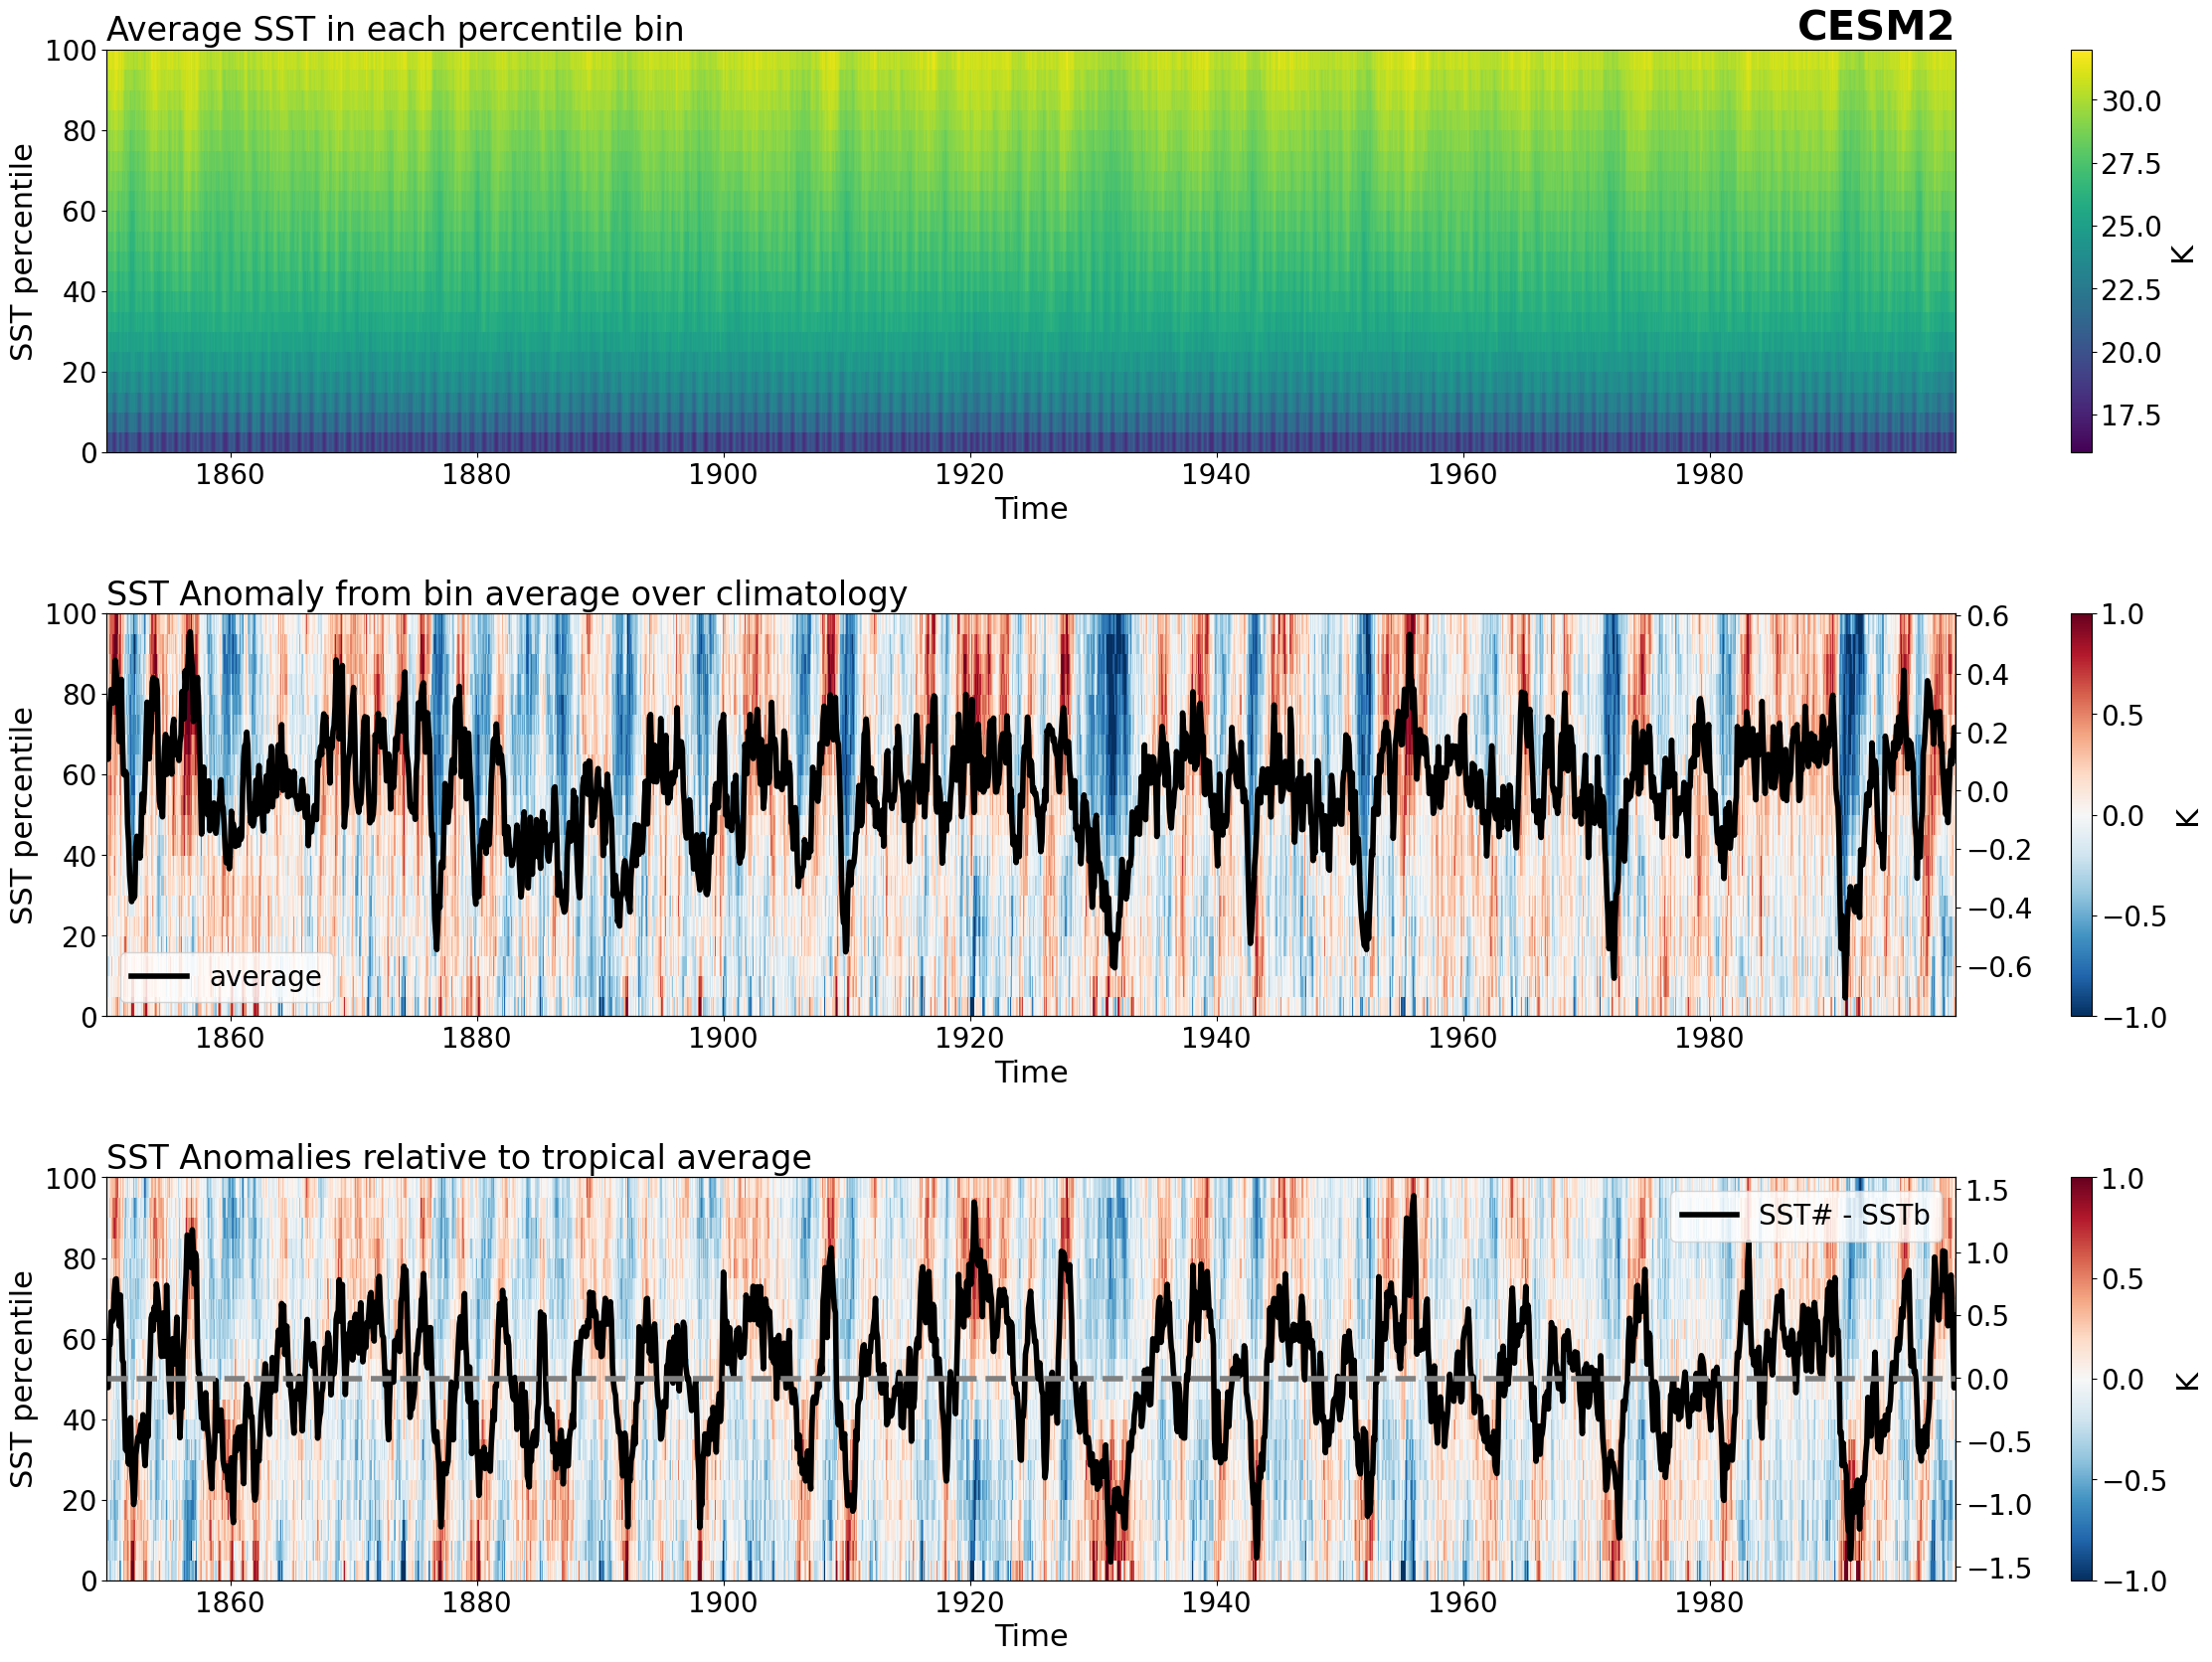 Average SST in each percentile bin
CESM2
100
80
60
40
20
0
SST percentile
1860 1880 1900 1920 1940 1960 1980
Time
30.0
27.5
25.0
22.5
20.0
17.5
K
SST Anomaly from bin average over climatology
100
80
60
40
20
0
SST percentile
average
1860 1880 1900 1920 1940 1960 1980
Time
0.6
0.4
0.2
0.0
−0.2
−0.4
−0.6
1.0
0.5
0.0
−0.5
−1.0
K
SST Anomalies relative to tropical average
100
80
60
40
20
0
SST percentile
SST# - SSTb
1860 1880 1900 1920 1940 1960 1980
Time
1.5
1.0
0.5
0.0
−0.5
−1.0
−1.5
1.0
0.5
0.0
−0.5
−1.0
K